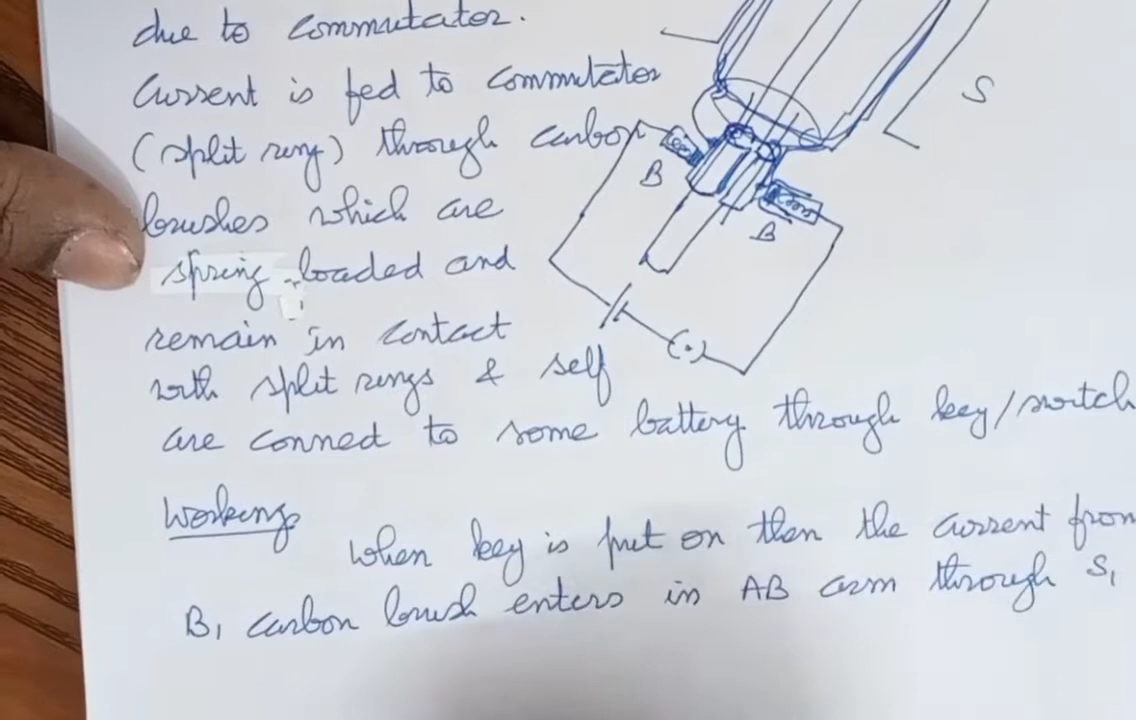 due to commutator.
Current is fed to commutator
(split ring) through carbon
brushes which are
spring loaded and
remain in contact
with split rings & self
are conned to some battery through key/switch
Working
When key is put on then the current from
B₁ carbon brush enters in AB arm through S₁
S
B
B